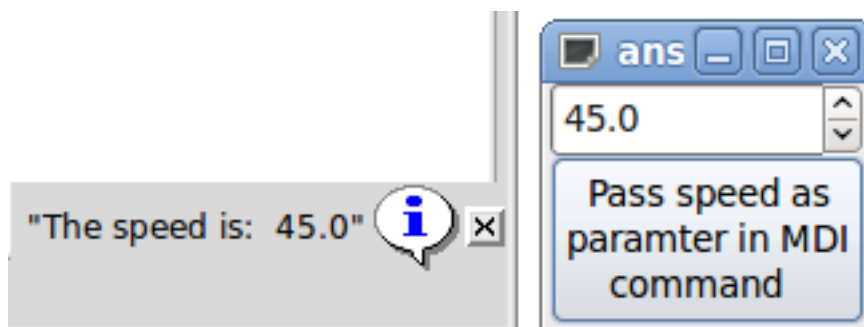 "The speed is:  45.0"
i
ans
45.0
Pass speed as
paramter in MDI
command